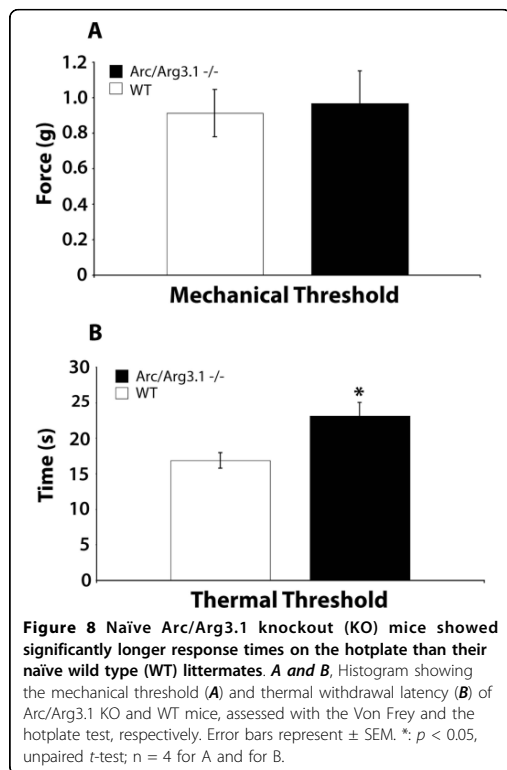 A
Arc/Arg3.1 -/-
WT
1.2
1.0
0.8
0.6
0.4
0.2
0
Force (g)
Mechanical Threshold
B
Arc/Arg3.1 -/-
WT
30
25
20
15
10
5
0
Time (s)
*
Thermal Threshold
Figure 8 Naïve Arc/Arg3.1 knockout (KO) mice showed
significantly longer response times on the hotplate than their
naïve wild type (WT) littermates. A and B, Histogram showing
the mechanical threshold (A) and thermal withdrawal latency (B) of
Arc/Arg3.1 KO and WT mice, assessed with the Von Frey and the
hotplate test, respectively. Error bars represent ± SEM. *: p < 0.05,
unpaired t-test; n = 4 for A and for B.